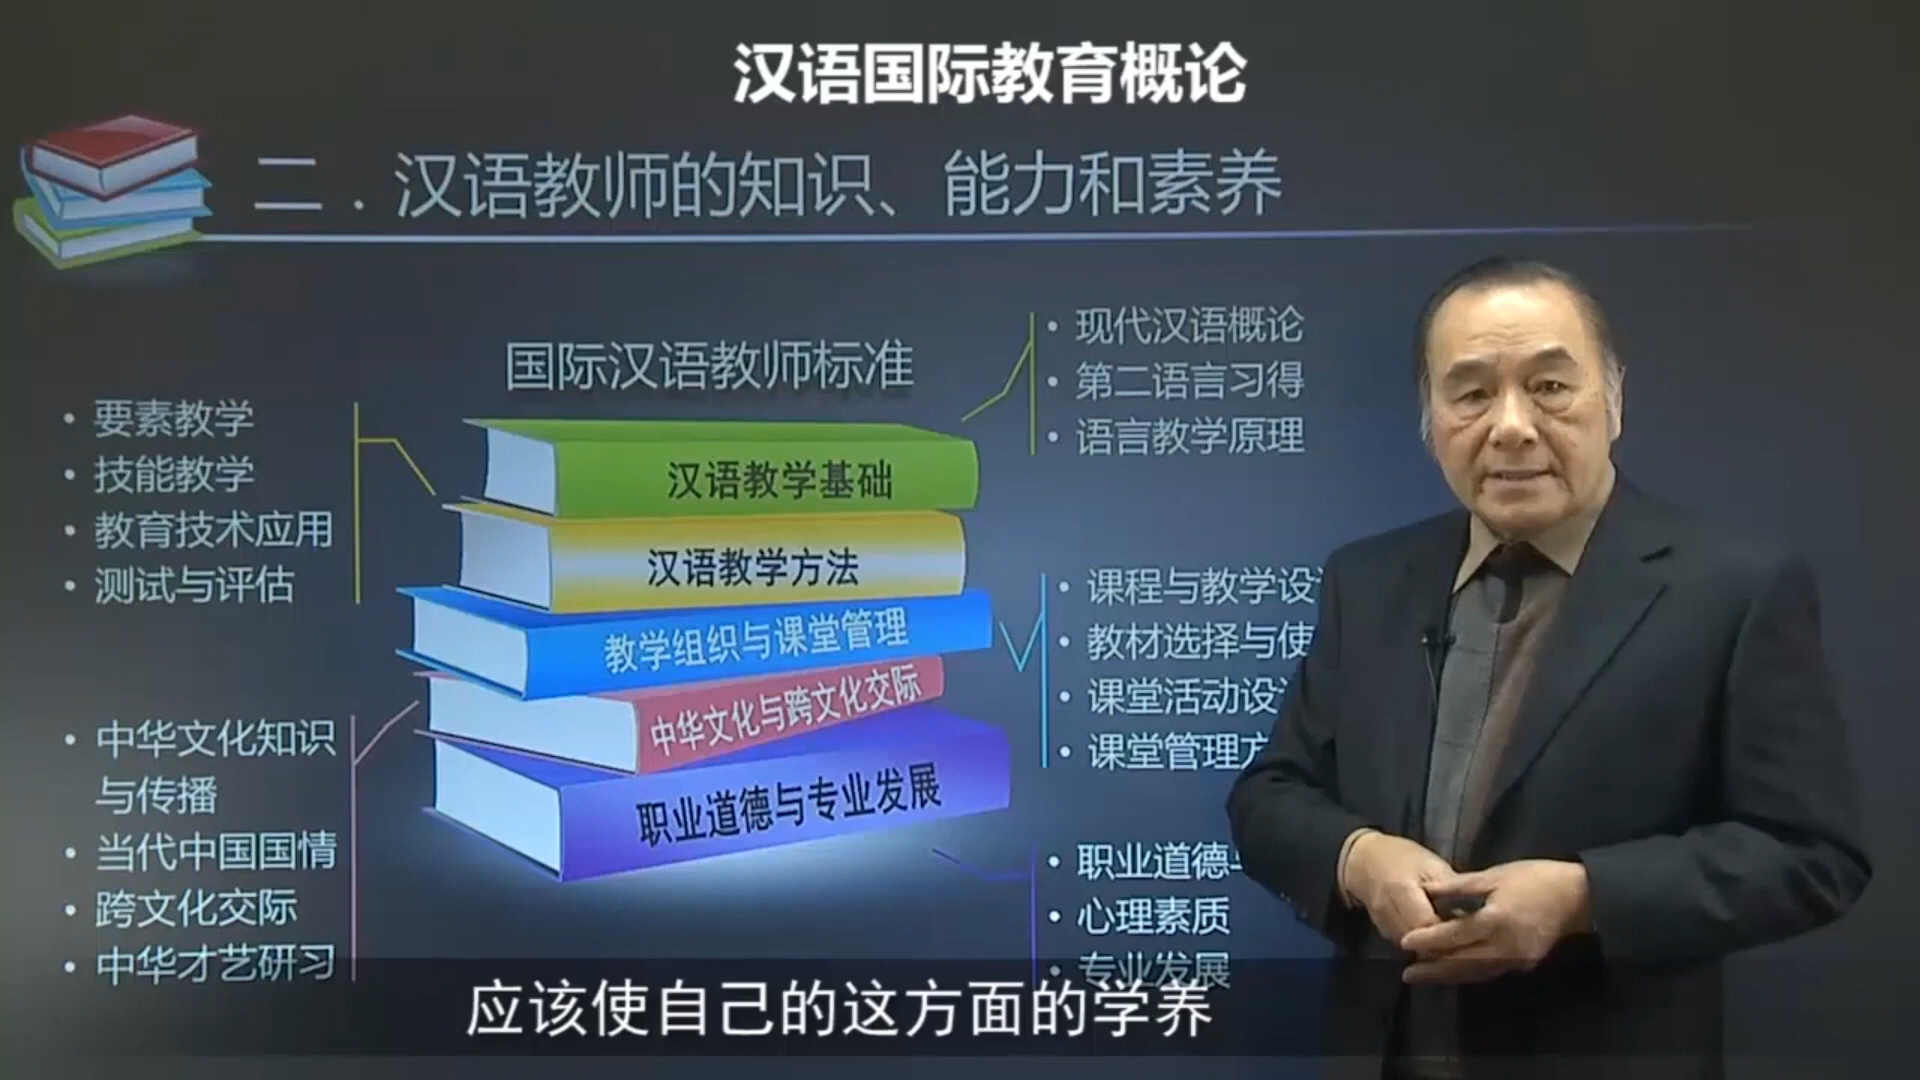 汉语国际教育概论
二．汉语教师的知识、能力和素养
国际汉语教师标准
• 要素教学
• 技能教学
• 教育技术应用
• 测试与评估
• 中华文化知识
与传播
• 当代中国国情
• 跨文化交际
• 中华才艺研习
汉语教学基础
汉语教学方法
教学组织与课堂管理
中华文化与跨文化交际
职业道德与专业发展
• 现代汉语概论
• 第二语言习得
• 语言教学原理
• 课程与教学设
• 教材选择与使
• 课堂活动设
• 课堂管理方
• 职业道德
• 心理素质
• 专业发展
应该使自己的这方面的学养